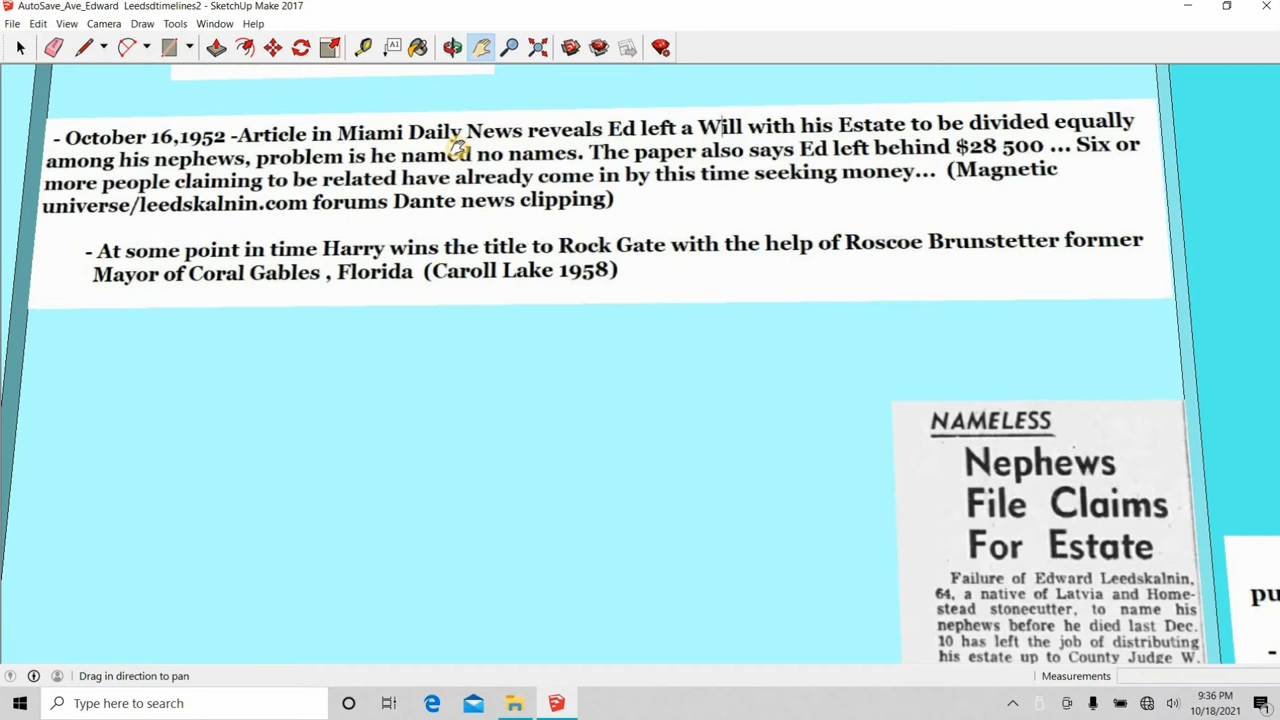 AutoSave_Ave_Edward Leedsdtimelines2 - SketchUp Make 2017
File Edit View Camera Draw Tools Window Help
- October 16,1952 -Article in Miami Daily News reveals Ed left a Will with his Estate to be divided equally
among his nephews, problem is he named no names. The paper also says Ed left behind $28 500 ... Six or
more people claiming to be related have already come in by this time seeking money... (Magnetic
universe/leedskalnin.com forums Dante news clipping)
- At some point in time Harry wins the title to Rock Gate with the help of Roscoe Brunstetter former
Mayor of Coral Gables , Florida (Caroll Lake 1958)
NAMELESS
Nephews
File Claims
For Estate
Failure of Edward Leedskalnin,
64, a native of Latvia and Home-
stead stonecutter, to name his
nephews before he died last Dec.
10 has left the job of distributing
his estate up to County Judge W.
pu
-
Drag in direction to pan
Measurements
Type here to search
9:36 PM
10/18/2021